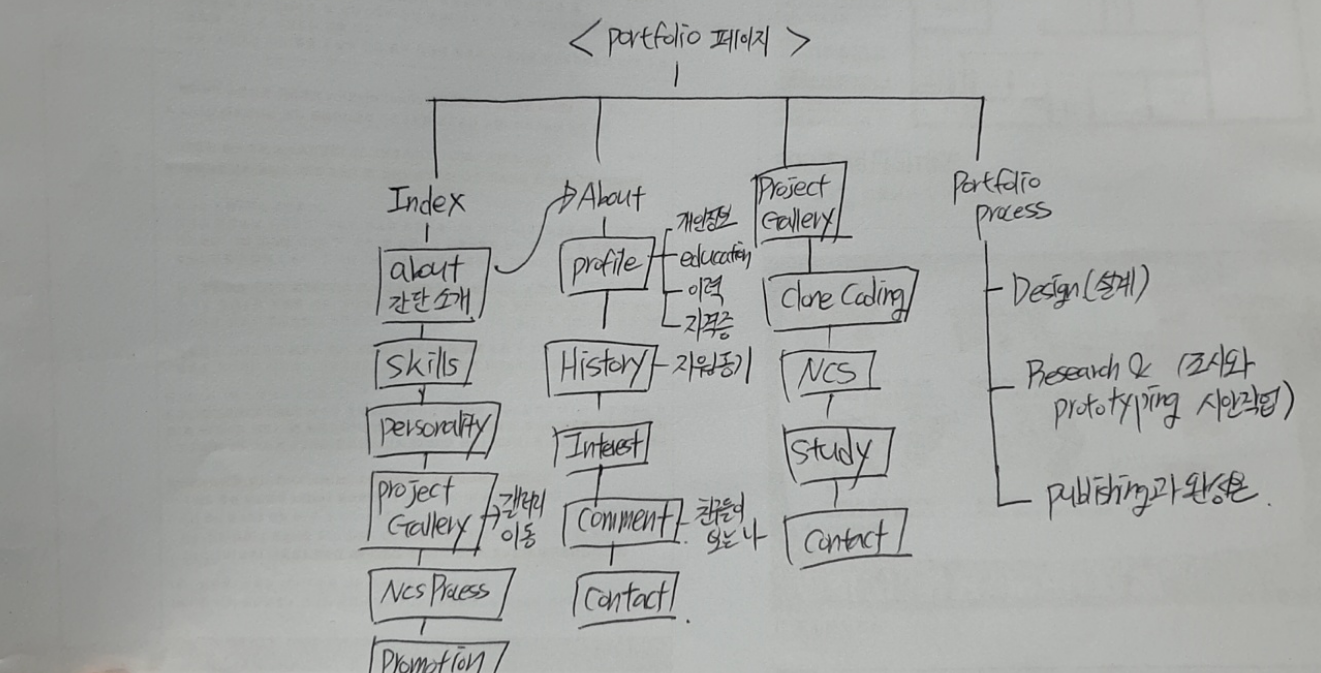 < portfolio 페이지 >
Index
about
간단 소개
Skills
personality
project
Gallery
갤러리
이동
Ncs Process
Promotion
About
profile
개인정보
education
이력
자격증
History
지원동기
Interest
Comment
친구들이
보는 나
Contact
Project
Gallery
Clone Coding
Ncs
Study
Contact
Portfolio
process
Design (설계)
Research & (조사와
prototyping 시안작업)
publishing과 완성본.